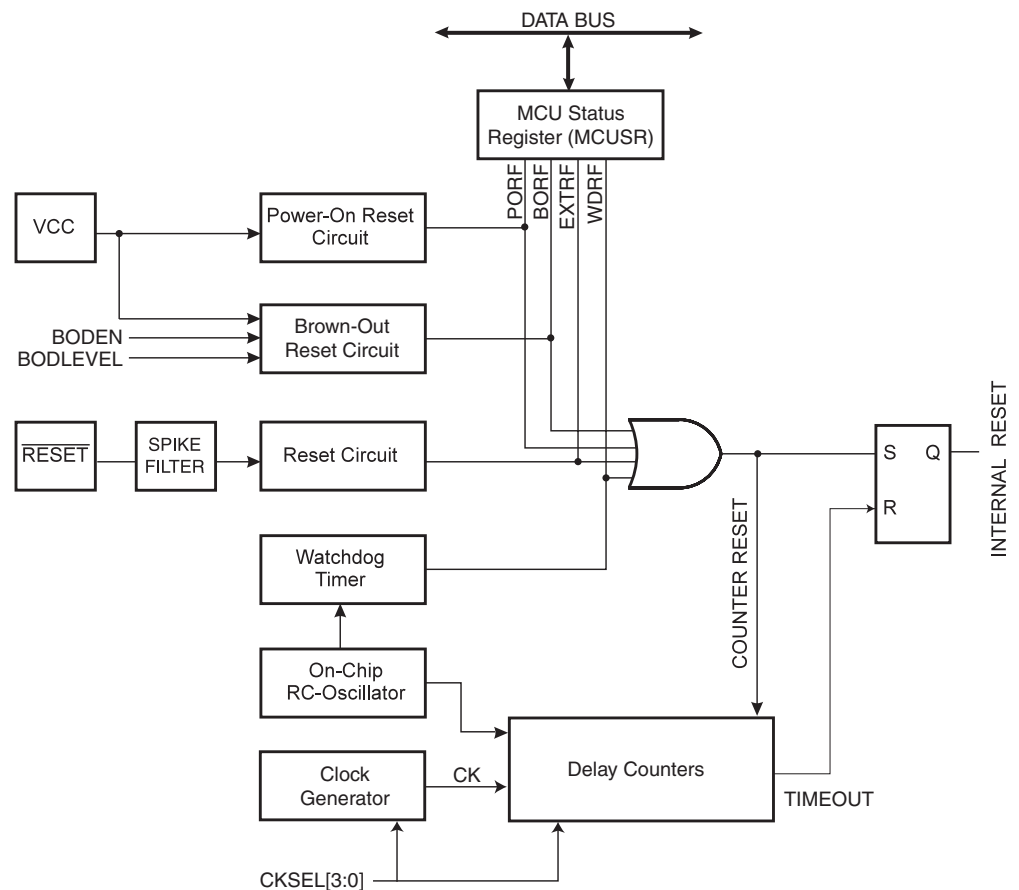 DATA BUS
MCU Status
Register (MCUSR)
PORF
BORF
EXTRF
WDRF
VCC
Power-On Reset
Circuit
BODEN
BODLEVEL
Brown-Out
Reset Circuit
RESET
SPIKE
FILTER
Reset Circuit
S
Q
R
INTERNAL RESET
Watchdog
Timer
COUNTER RESET
On-Chip
RC-Oscillator
Clock
Generator
CK
Delay Counters
TIMEOUT
CKSEL[3:0]